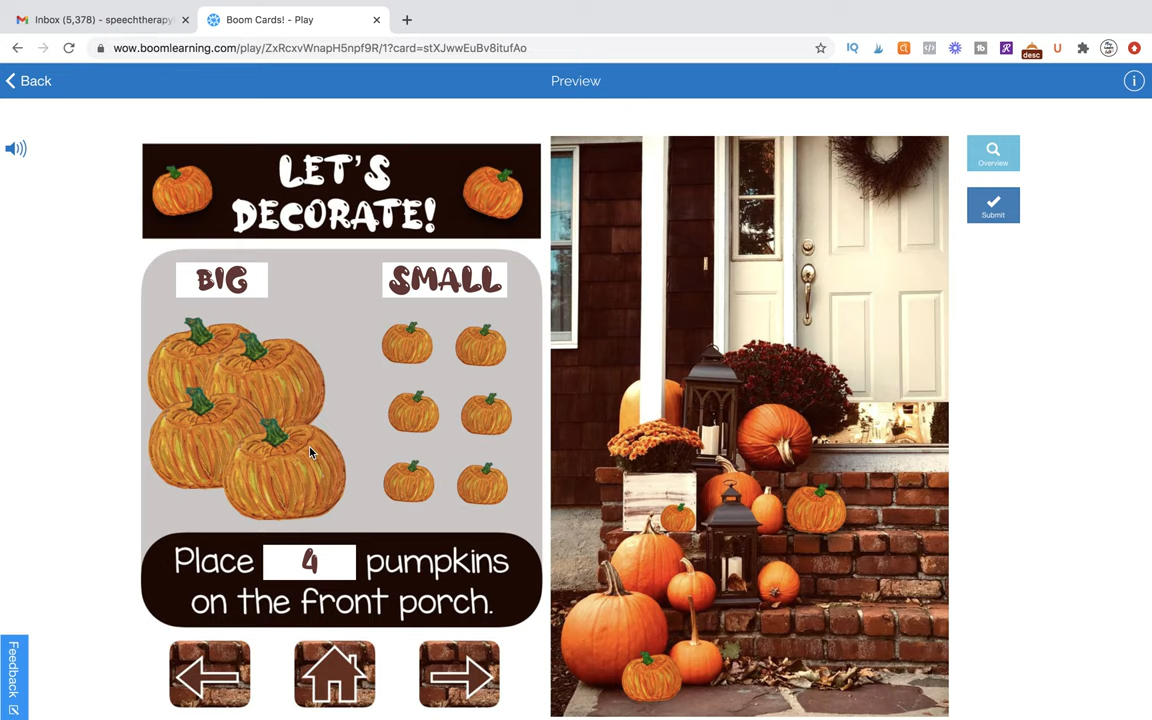 Inbox (5,378) - speechtherapy
Boom Cards! - Play
wow.boomlearning.com/play/ZxRcxvWnapH5npf9R/1?card=stXJwwEuBv8itufAo
desc
Back
Preview
LET'S
DECORATE!
BIG
SMALL
Place 4 pumpkins
on the front porch.
Overview
Submit
Feedback